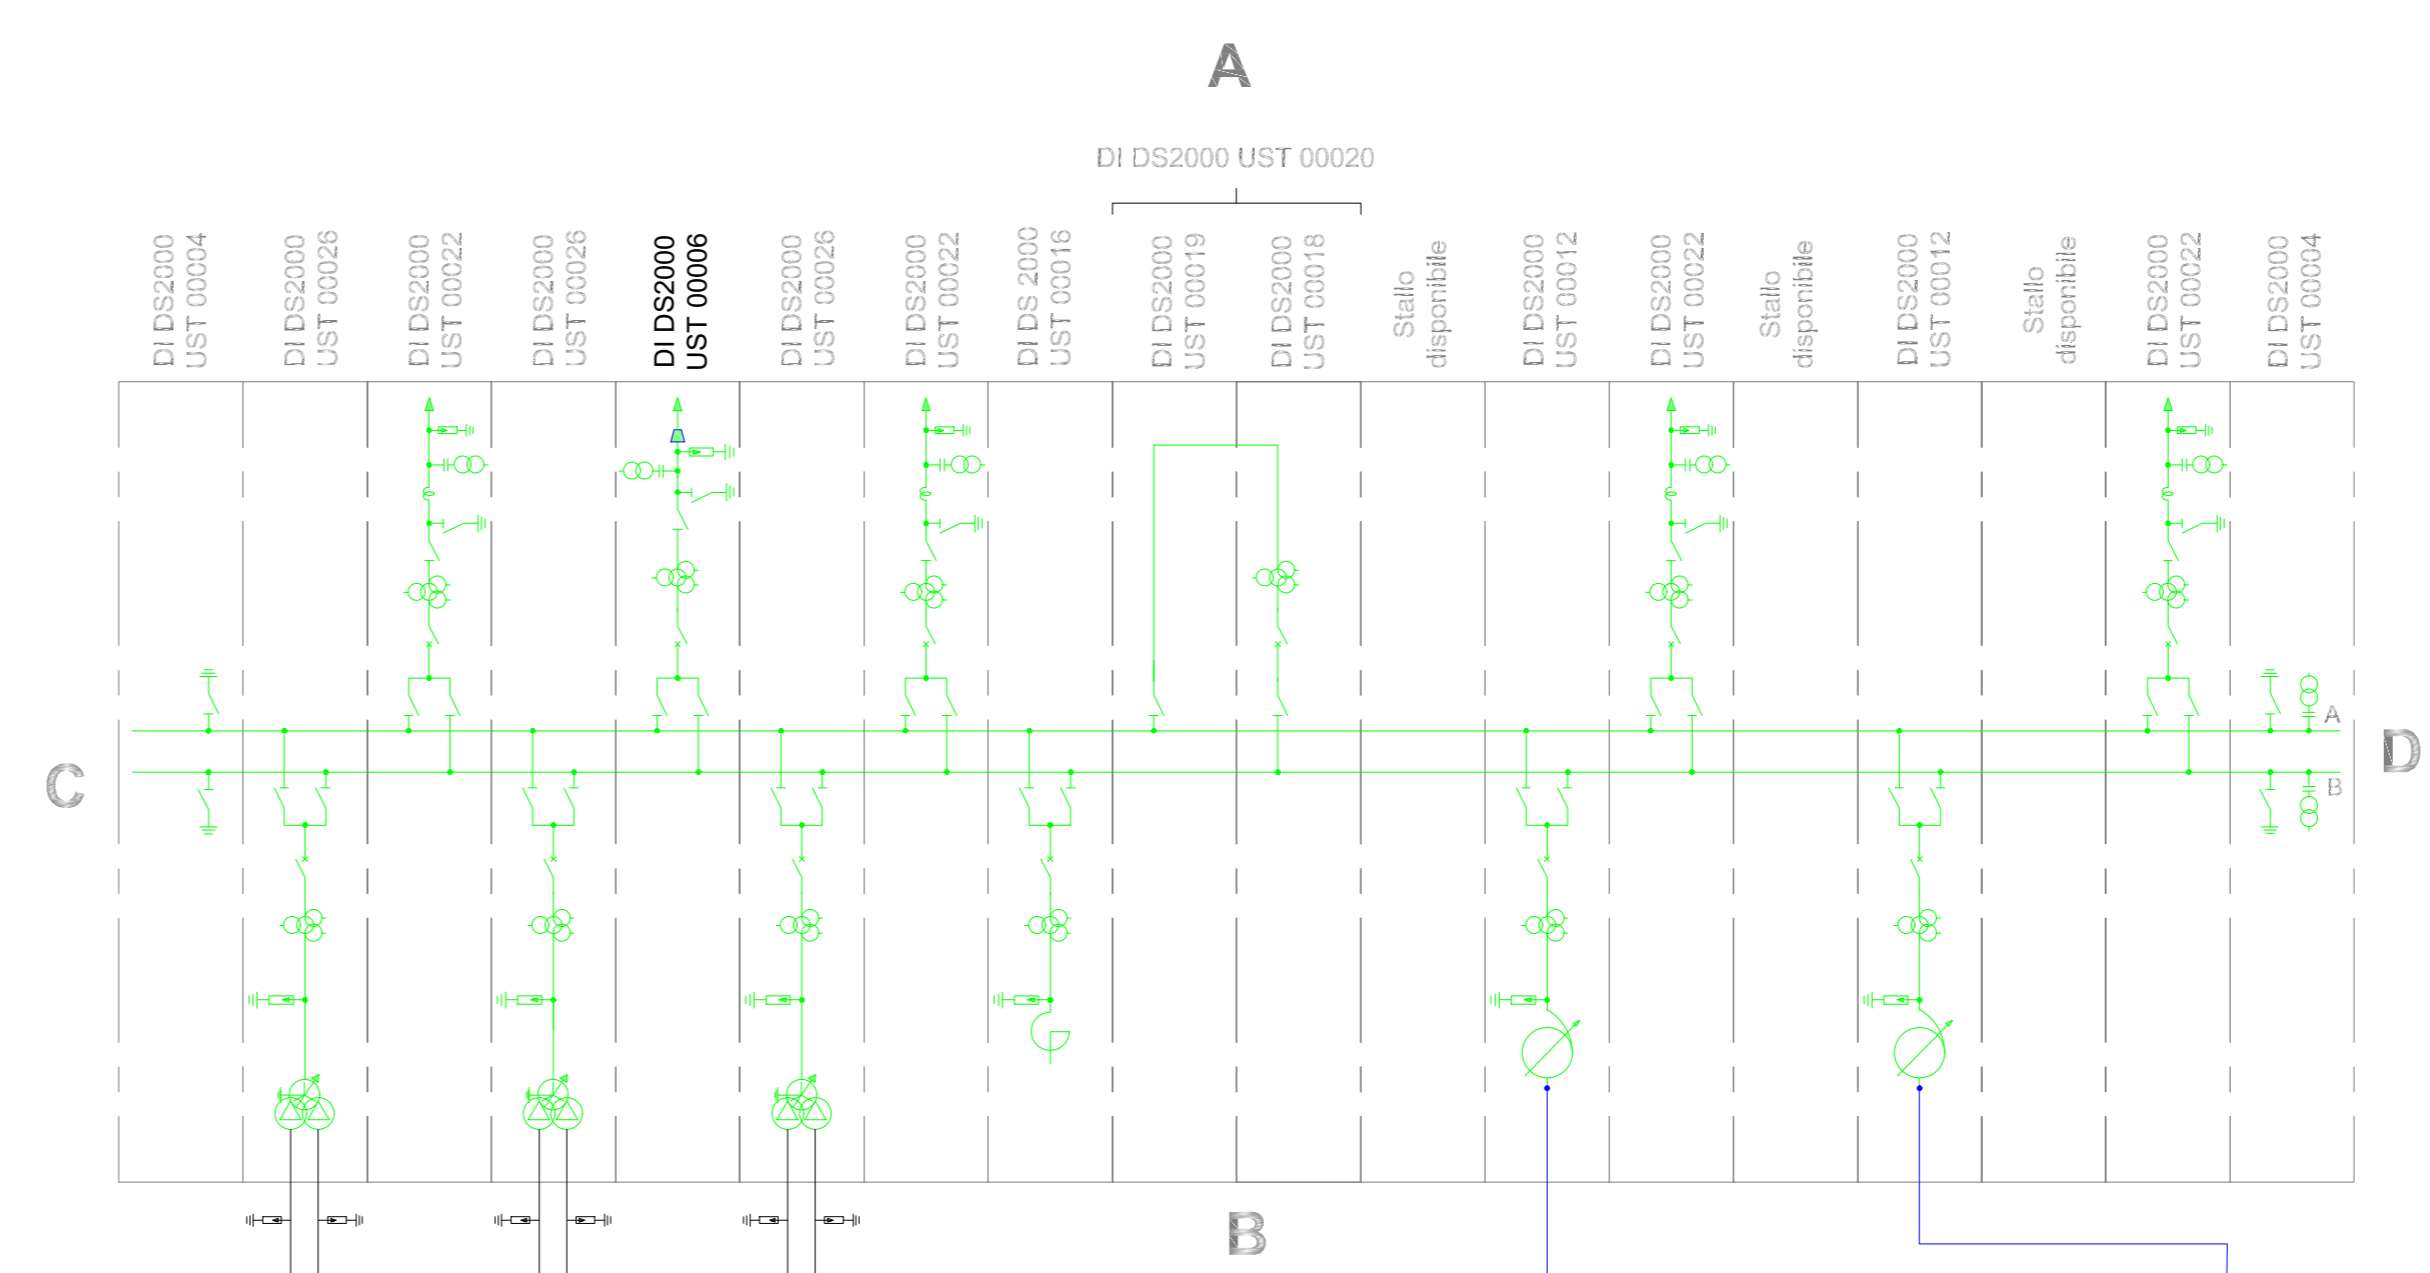 A
DI DS2000 UST 00020
DI DS2000
UST 00004
DI DS2000
UST 00026
DI DS2000
UST 00022
DI DS2000
UST 00026
DI DS2000
UST 00006
DI DS2000
UST 00026
DI DS2000
UST 00022
DI DS 2000
UST 00016
DI DS2000
UST 00019
DI DS2000
UST 00018
Stallo
disponibile
DI DS2000
UST 00012
DI DS2000
UST 00022
Stallo
disponibile
DI DS2000
UST 00012
Stallo
disponibile
DI DS2000
UST 00022
DI DS2000
UST 00004
A
C
D
B
B